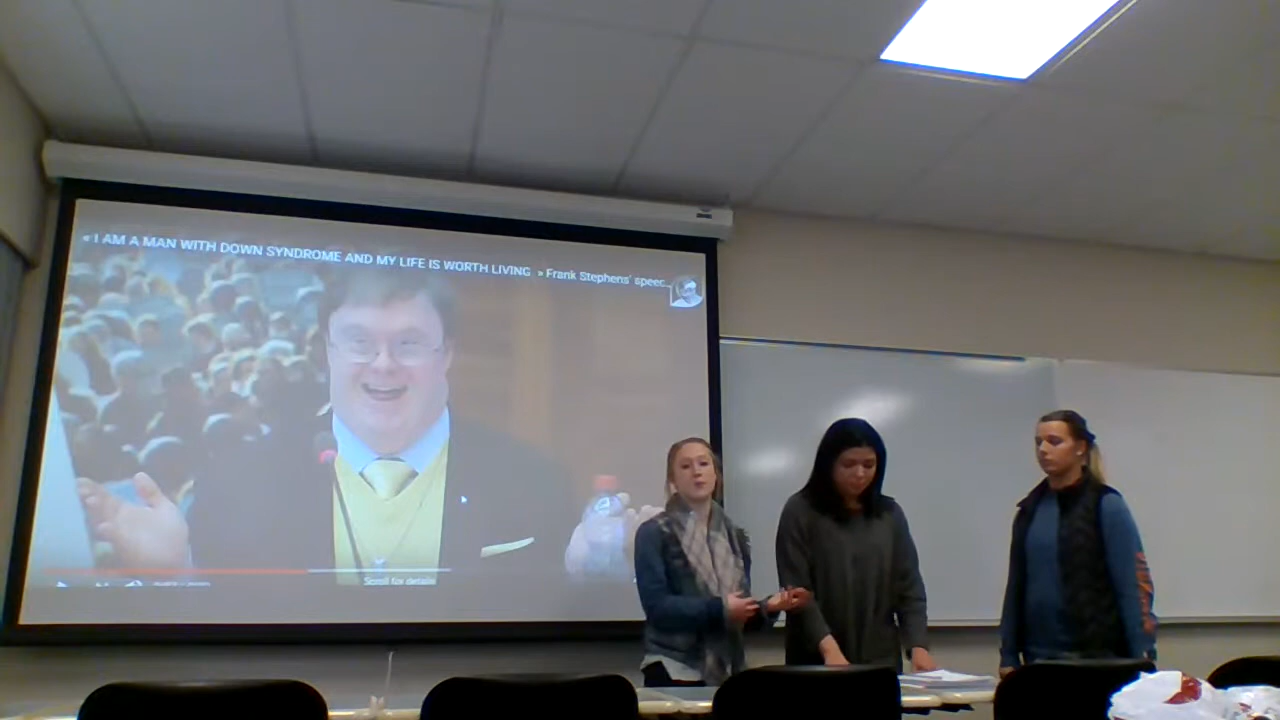 « I AM A MAN WITH DOWN SYNDROME AND MY LIFE IS WORTH LIVING » Frank Stephens' speec...
Scroll for details